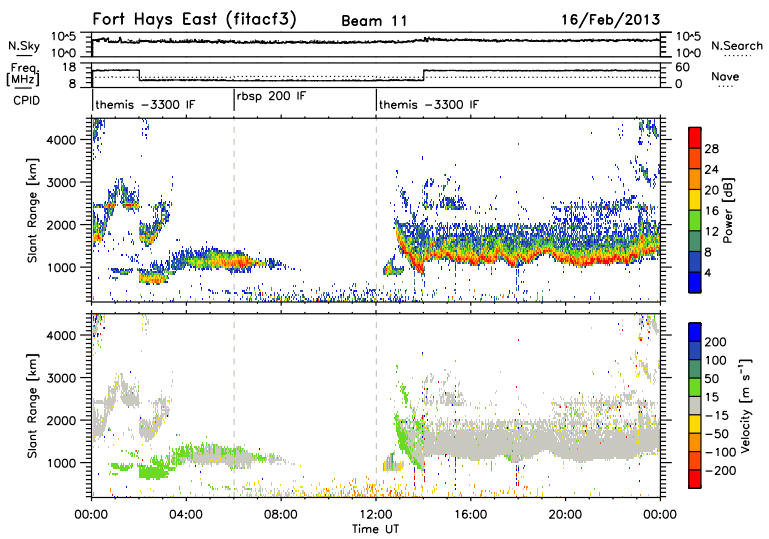 Fort Hays East (fitacf3) Beam 11 16/Feb/2013
N.Sky 10^5 10^0 10^5 10^0 N.Search
Freq. [MHz] 18 8 60 0 Nave
CPID themis -3300 IF rbsp 200 IF themis -3300 IF
Slant Range [km]
4000
3000
2000
1000
28
24
20
16
12
8
4
Power [dB]
Slant Range [km]
4000
3000
2000
1000
200
100
50
15
-15
-50
-100
-200
Velocity [m s^-1]
00:00 04:00 08:00 12:00 16:00 20:00 00:00
Time UT